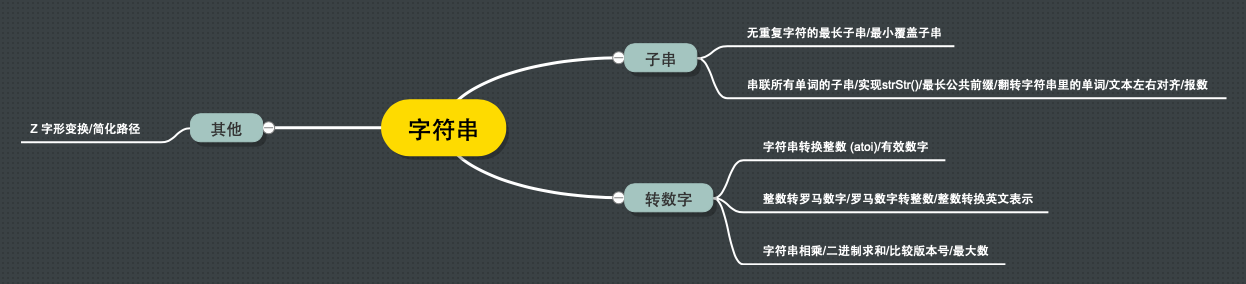 字符串
子串
无重复字符的最长子串/最小覆盖子串
串联所有单词的子串/实现strStr()/最长公共前缀/翻转字符串里的单词/文本左右对齐/报数
转数字
字符串转换整数 (atoi)/有效数字
整数转罗马数字/罗马数字转整数/整数转换英文表示
字符串相乘/二进制求和/比较版本号/最大数
其他
Z 字形变换/简化路径